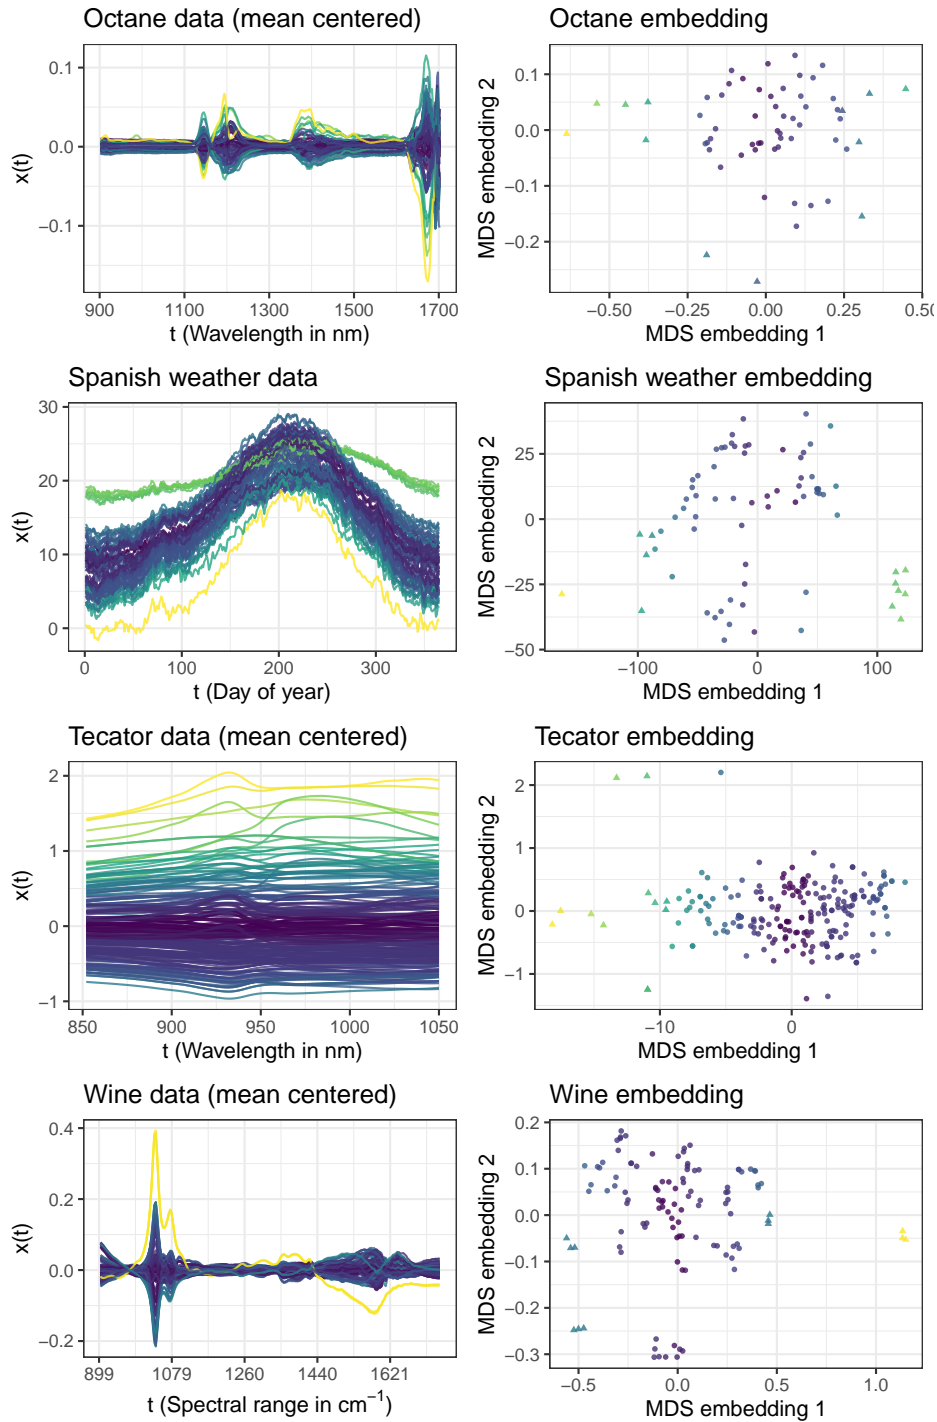 Octane data (mean centered)
0.1
0.0
−0.1
x(t)
900 1100 1300 1500 1700
t (Wavelength in nm)
Octane embedding
0.1
0.0
−0.1
−0.2
MDS embedding 2
−0.50 −0.25 0.00 0.25 0.50
MDS embedding 1
Spanish weather data
30
20
10
0
x(t)
0 100 200 300
t (Day of year)
Spanish weather embedding
25
0
−25
−50
MDS embedding 2
−100 0 100
MDS embedding 1
Tecator data (mean centered)
2
1
0
−1
x(t)
850 900 950 1000 1050
t (Wavelength in nm)
Tecator embedding
2
1
0
−1
MDS embedding 2
−10 0
MDS embedding 1
Wine data (mean centered)
0.4
0.2
0.0
−0.2
x(t)
899 1079 1260 1440 1621
t (Spectral range in cm⁻¹)
Wine embedding
0.2
0.1
0.0
−0.1
−0.2
−0.3
MDS embedding 2
−0.5 0.0 0.5 1.0
MDS embedding 1